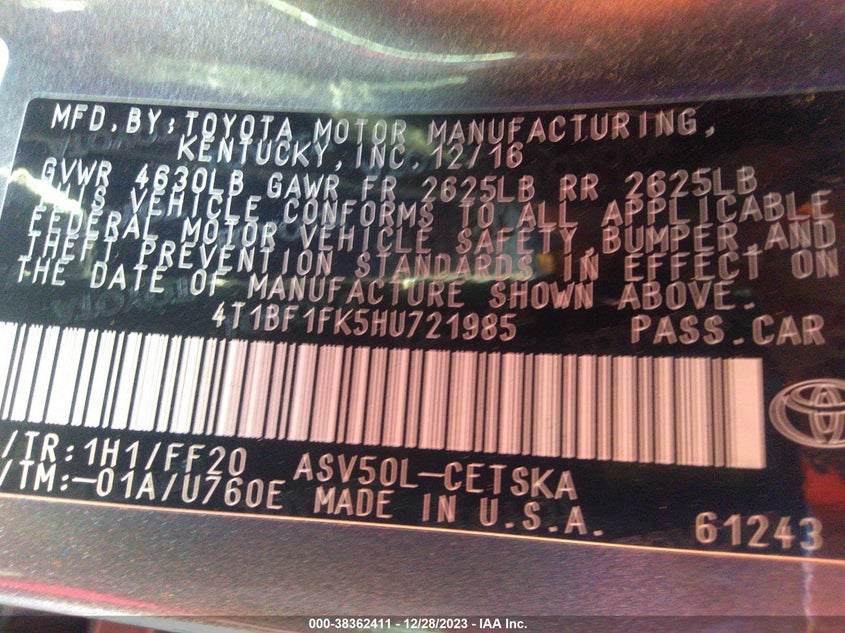 MFD. BY: TOYOTA MOTOR MANUFACTURING,
KENTUCKY, INC. 12/16
GVWR 4630LB GAWR FR 2625LB RR 2625LB
THIS VEHICLE CONFORMS TO ALL APPLICABLE
FEDERAL MOTOR VEHICLE SAFETY, BUMPER, AND
THEFT PREVENTION STANDARDS IN EFFECT ON
THE DATE OF MANUFACTURE SHOWN ABOVE.
4T1BF1FK5HU721985 PASS. CAR
/TR: 1H1/FF20 ASV50L-CETSKA
/TM:-01A/U760E MADE IN U.S.A. 61243
000-38362411 - 12/28/2023 - IAA Inc.